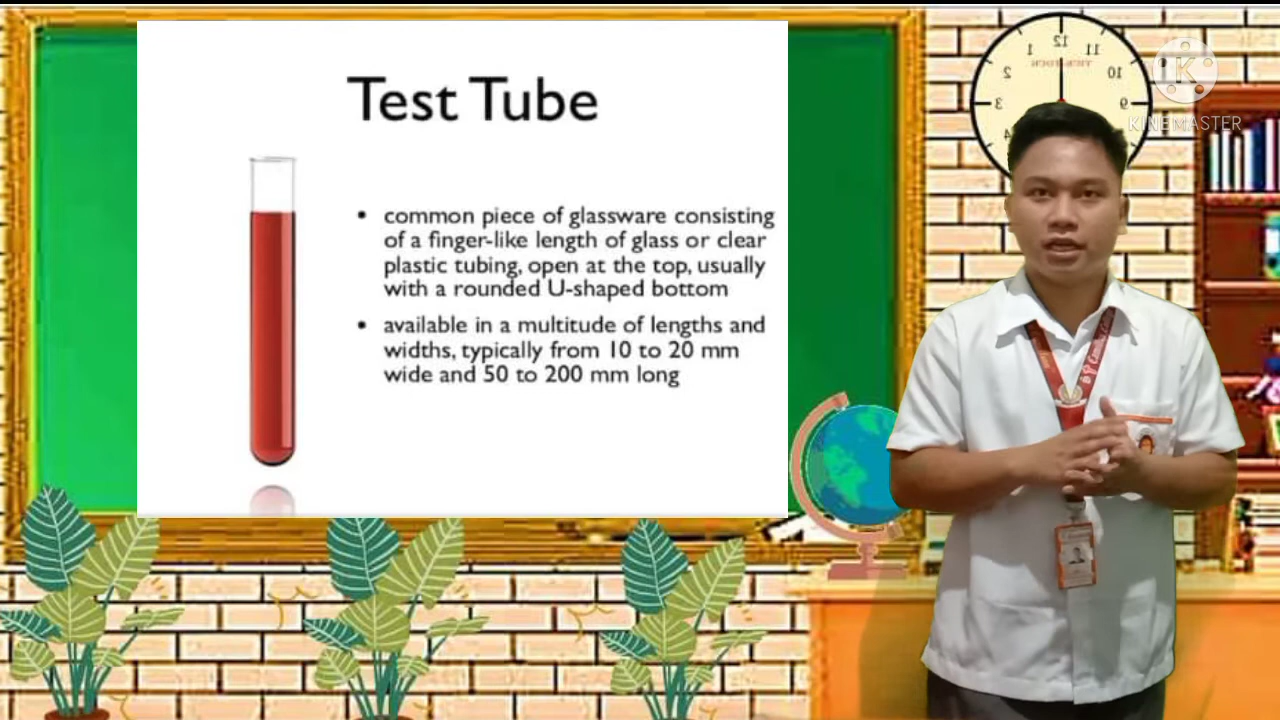 Test Tube
• common piece of glassware consisting
of a finger-like length of glass or clear
plastic tubing, open at the top, usually
with a rounded U-shaped bottom
• available in a multitude of lengths and
widths, typically from 10 to 20 mm
wide and 50 to 200 mm long
12
1
11
2
10
3
9
4
TICK-TOCK
K
KINEMASTER